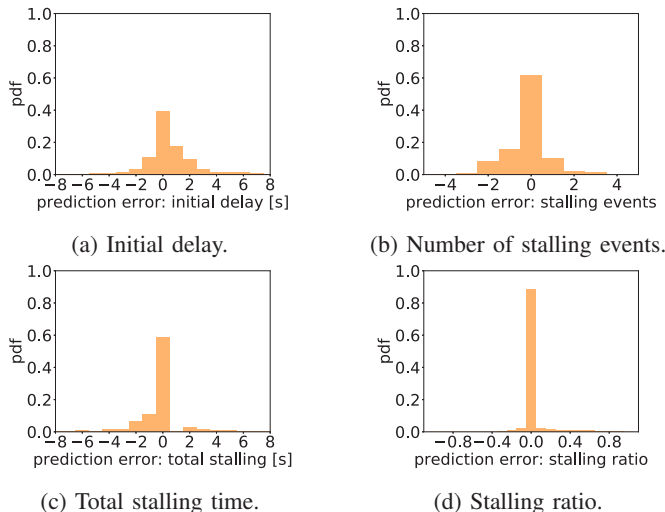 1.0
0.8
0.6
0.4
0.2
0.0
pdf
−8 −6 −4 −2 0 2 4 6 8
prediction error: initial delay [s]
(a) Initial delay.
1.0
0.8
0.6
0.4
0.2
0.0
pdf
−4 −2 0 2 4
prediction error: stalling events
(b) Number of stalling events.
1.0
0.8
0.6
0.4
0.2
0.0
pdf
−8 −6 −4 −2 0 2 4 6 8
prediction error: total stalling [s]
(c) Total stalling time.
1.0
0.8
0.6
0.4
0.2
0.0
pdf
−0.8 −0.4 0.0 0.4 0.8
prediction error: stalling ratio
(d) Stalling ratio.